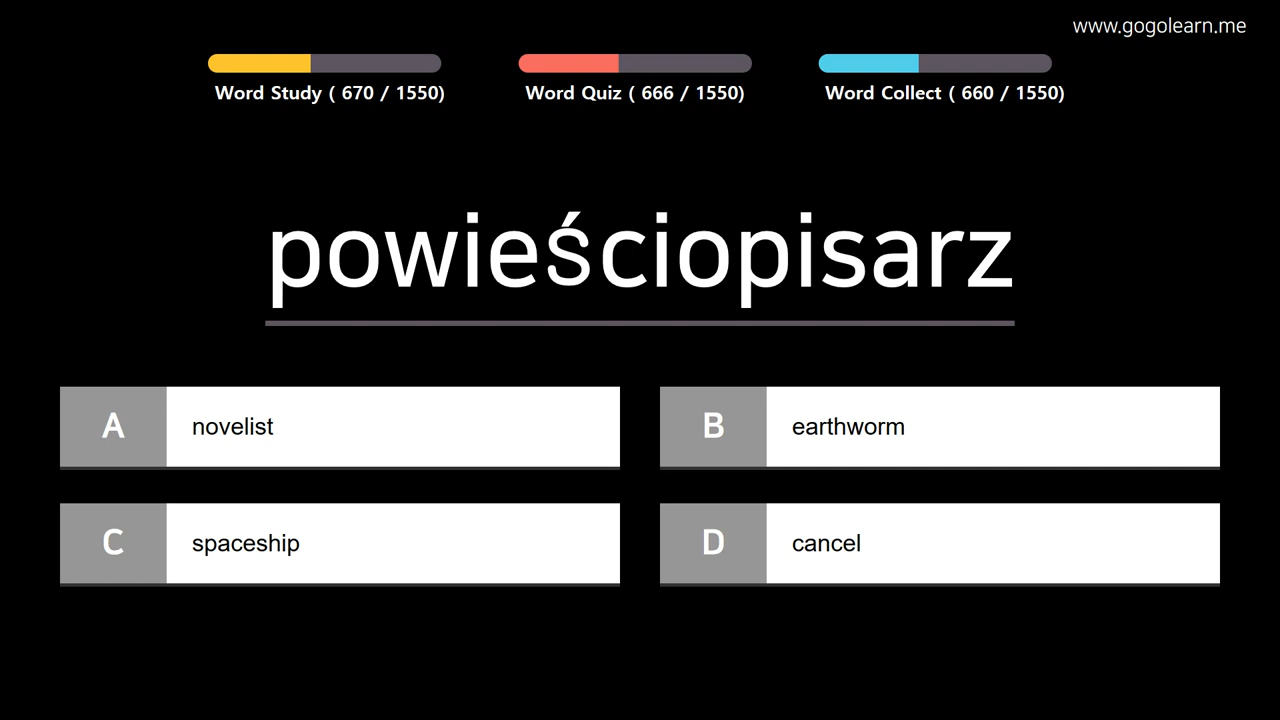 www.gogolearn.me
Word Study ( 670 / 1550)
Word Quiz ( 666 / 1550)
Word Collect ( 660 / 1550)
powieściopisarz
A novelist
B earthworm
C spaceship
D cancel